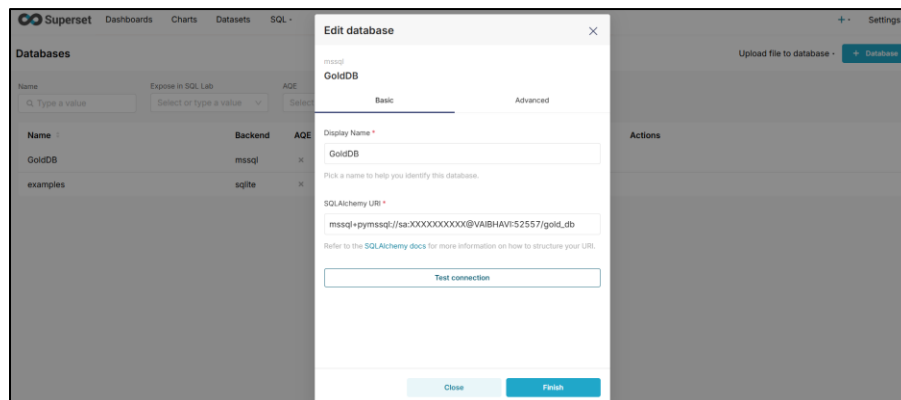 Superset Dashboards Charts Datasets SQL
Settings
Databases
Upload file to database
+ Database
Name
Expose in SQL Lab
AQE
Type a value
Select or type a value
Select
Name Backend AQE Actions
GoldDB mssql
examples sqlite
Edit database
mssql
GoldDB
Basic Advanced
Display Name *
GoldDB
Pick a name to help you identify this database.
SQLAlchemy URI *
mssql+pymssql://sa:XXXXXXXXXX@VAIBHAVI:52557/gold_db
Refer to the SQLAlchemy docs for more information on how to structure your URI.
Test connection
Close Finish